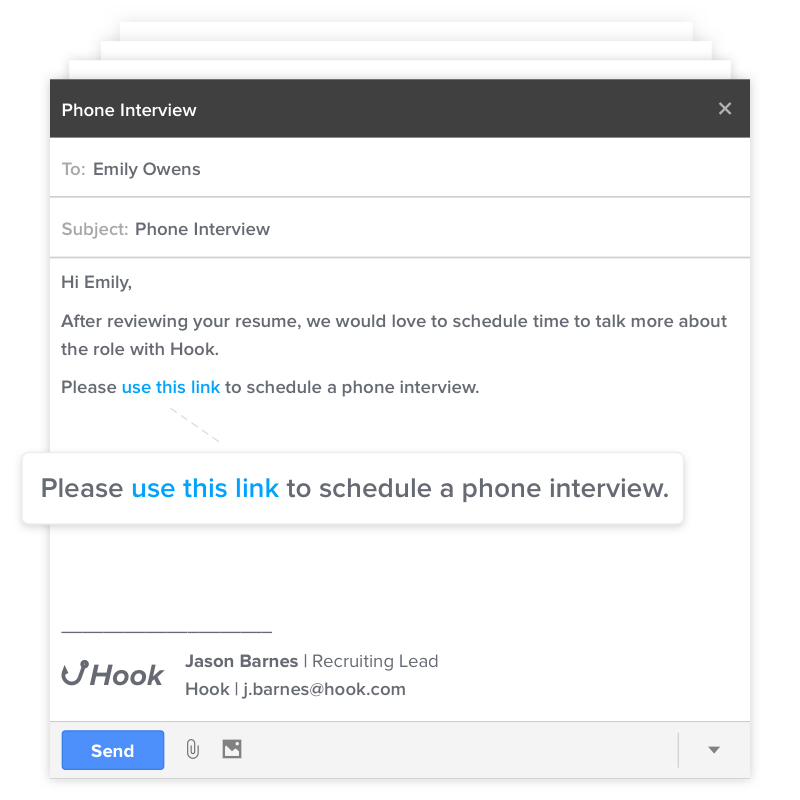 Phone Interview
To: Emily Owens
Subject: Phone Interview
Hi Emily,
After reviewing your resume, we would love to schedule time to talk more about
the role with Hook.
Please use this link to schedule a phone interview.
Please use this link to schedule a phone interview.
Hook
Jason Barnes | Recruiting Lead
Hook | j.barnes@hook.com
Send